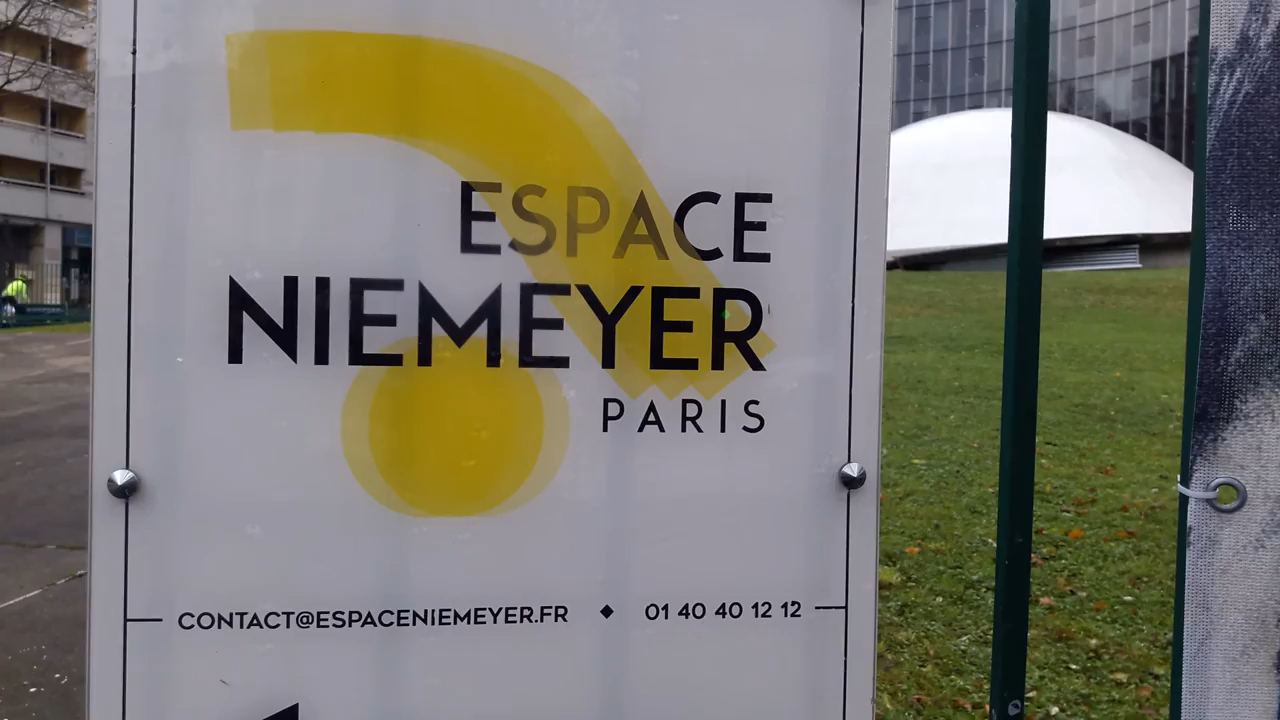 ESPACE
NIEMEYER
PARIS
CONTACT@ESPACENIEMEYER.FR ◆ 01 40 40 12 12